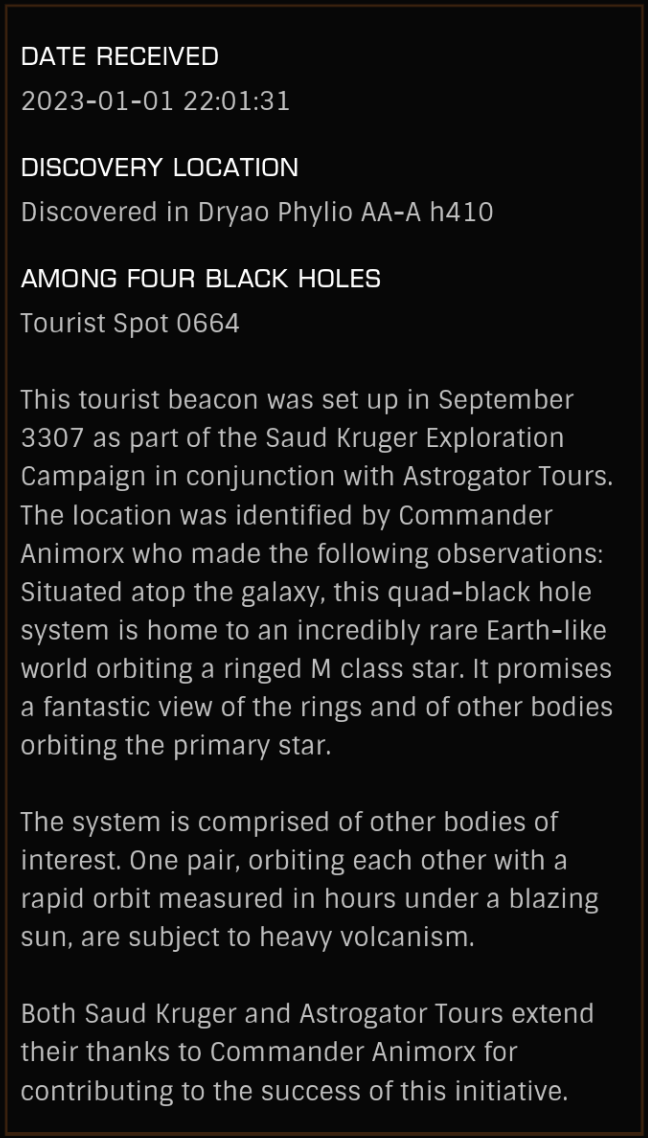 DATE RECEIVED
2023-01-01 22:01:31
DISCOVERY LOCATION
Discovered in Dryao Phylio AA-A h410
AMONG FOUR BLACK HOLES
Tourist Spot 0664
This tourist beacon was set up in September
3307 as part of the Saud Kruger Exploration
Campaign in conjunction with Astrogator Tours.
The location was identified by Commander
Animorx who made the following observations:
Situated atop the galaxy, this quad-black hole
system is home to an incredibly rare Earth-like
world orbiting a ringed M class star. It promises
a fantastic view of the rings and of other bodies
orbiting the primary star.
The system is comprised of other bodies of
interest. One pair, orbiting each other with a
rapid orbit measured in hours under a blazing
sun, are subject to heavy volcanism.
Both Saud Kruger and Astrogator Tours extend
their thanks to Commander Animorx for
contributing to the success of this initiative.